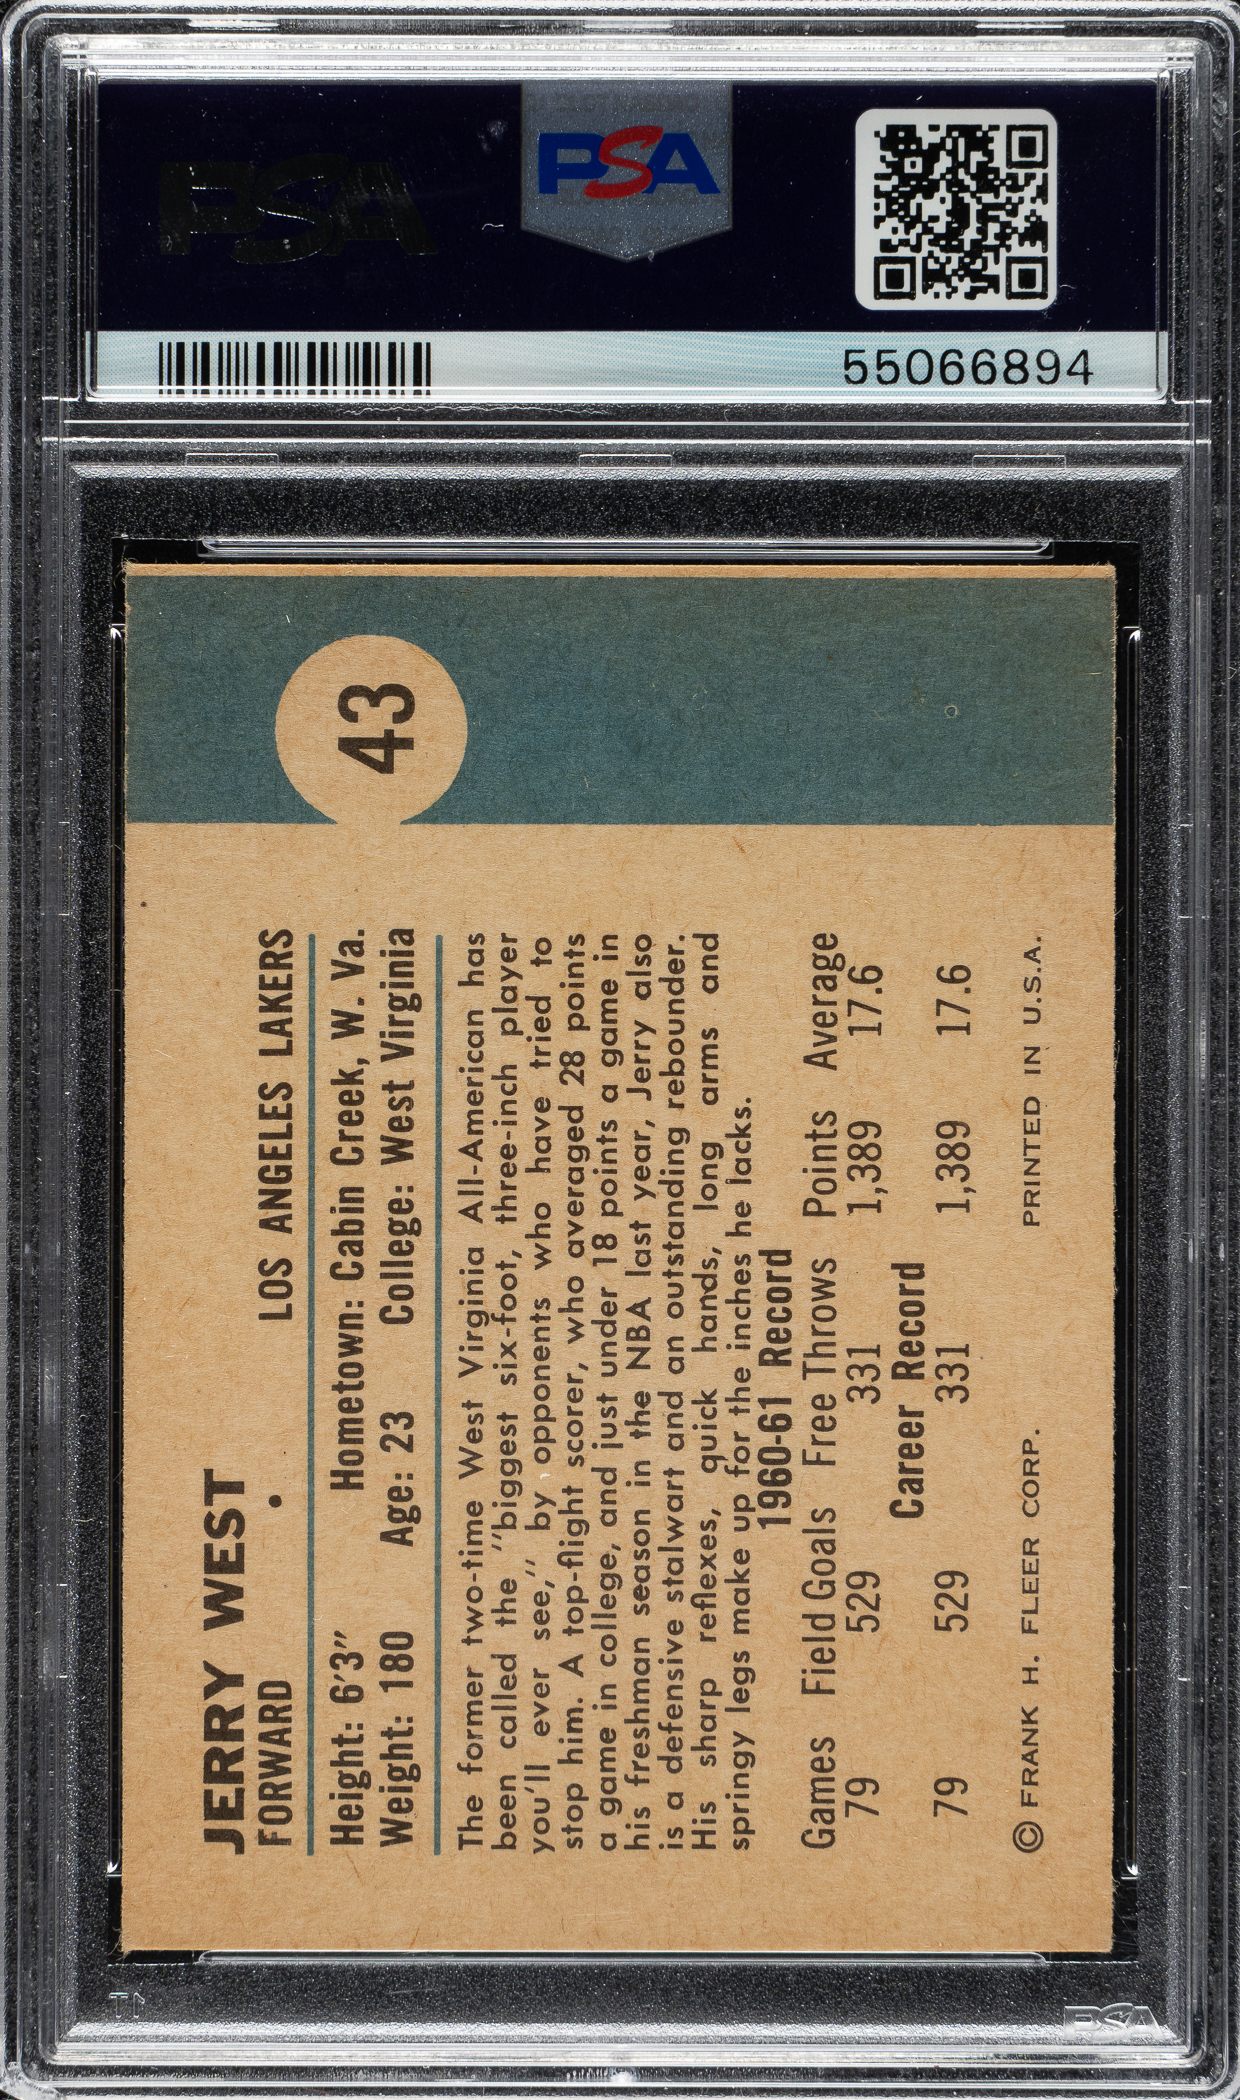 PSA
PSA
55066894
43
JERRY WEST
FORWARD LOS ANGELES LAKERS
Height: 6'3" Hometown: Cabin Creek, W. Va.
Weight: 180 Age: 23 College: West Virginia
The former two-time West Virginia All-American has
been called the "biggest six-foot, three-inch player
you'll ever see," by opponents who have tried to
stop him. A top-flight scorer, who averaged 28 points
a game in college, and just under 18 points a game in
his freshman season in the NBA last year, Jerry also
is a defensive stalwart and an outstanding rebounder.
His sharp reflexes, quick hands, long arms and
springy legs make up for the inches he lacks.
1960-61 Record
Games Field Goals Free Throws Points Average
79 529 331 1,389 17.6
Career Record
79 529 331 1,389 17.6
© FRANK H. FLEER CORP. PRINTED IN U.S.A.
PSA